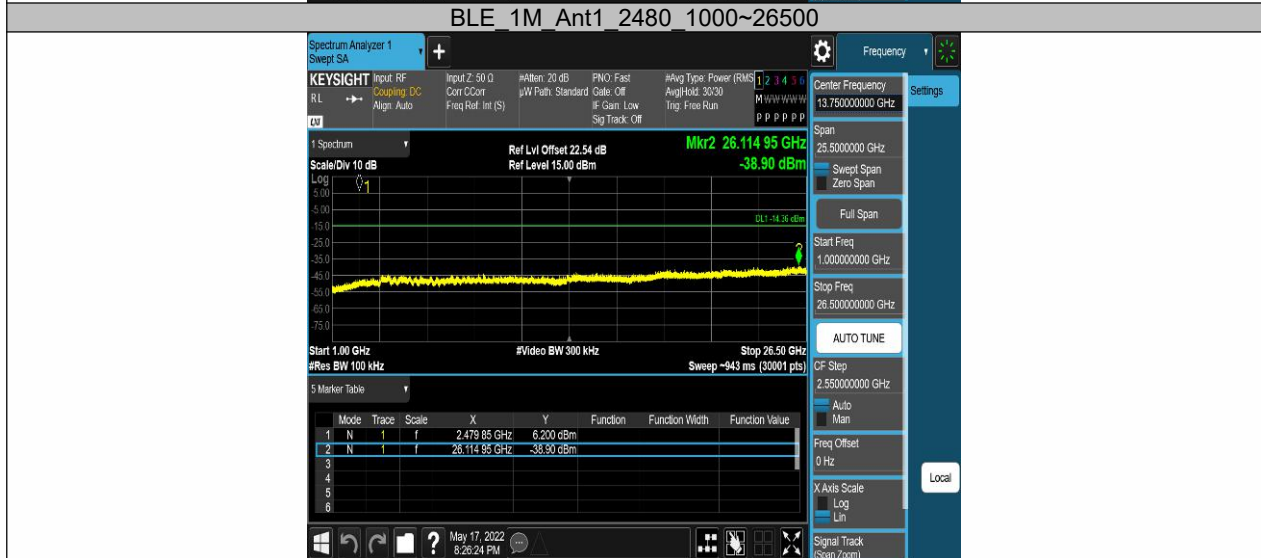 BLE_1M_Ant1_2480_1000~26500
Spectrum Analyzer 1
Swept SA
+
Frequency
KEYSIGHT
RL
Input: RF
Coupling: DC
Align: Auto
Input Z: 50 Ω
Corr CCorr
Freq Ref: Int (S)
#Atten: 20 dB
µW Path: Standard
PNO: Fast
Gate: Off
IF Gain: Low
Sig Track: Off
#Avg Type: Power (RMS
Avg|Hold: 30/30
Trig: Free Run
1 2 3 4 5 6
M W W W W W
P P P P P P
1 Spectrum
Scale/Div 10 dB
Ref Lvl Offset 22.54 dB
Ref Level 15.00 dBm
Mkr2 26.114 95 GHz
-38.90 dBm
Log
1
5.00
-5.00
-15.0
-25.0
-35.0
-45.0
-55.0
-65.0
-75.0
DL1 -14.36 dBm
2
Start 1.00 GHz
#Video BW 300 kHz
Stop 26.50 GHz
#Res BW 100 kHz
Sweep ~943 ms (30001 pts)
5 Marker Table
Mode Trace Scale X Y Function Function Width Function Value
1 N 1 f 2.479 85 GHz 6.200 dBm
2 N 1 f 26.114 95 GHz -38.90 dBm
3
4
5
6
?
May 17, 2022
8:26:24 PM
Center Frequency
13.750000000 GHz
Settings
Span
25.5000000 GHz
Swept Span
Zero Span
Full Span
Start Freq
1.000000000 GHz
Stop Freq
26.500000000 GHz
AUTO TUNE
CF Step
2.550000000 GHz
Auto
Man
Freq Offset
0 Hz
X Axis Scale
Log
Lin
Local
Signal Track
(Span Zoom)